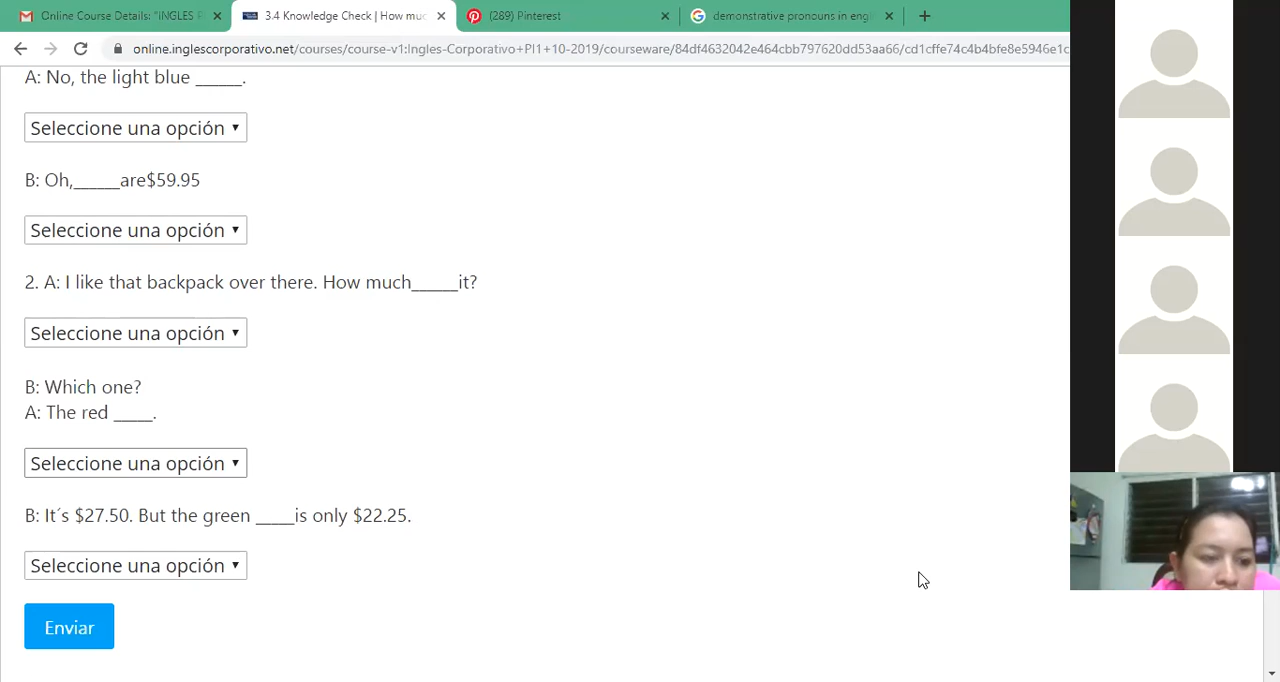 Online Course Details: "INGLES P
3.4 Knowledge Check | How muc
(289) Pinterest
demonstrative pronouns in engl
online.inglescorporativo.net/courses/course-v1:Ingles-Corporativo+PI1+10-2019/courseware/84df4632042e464cbb797620dd53aa66/cd1cffe74c4b4bfe8e5946e1c
A: No, the light blue _____.
Seleccione una opción
B: Oh,_____are$59.95
Seleccione una opción
2. A: I like that backpack over there. How much_____it?
Seleccione una opción
B: Which one?
A: The red ____.
Seleccione una opción
B: It´s $27.50. But the green ____is only $22.25.
Seleccione una opción
Enviar